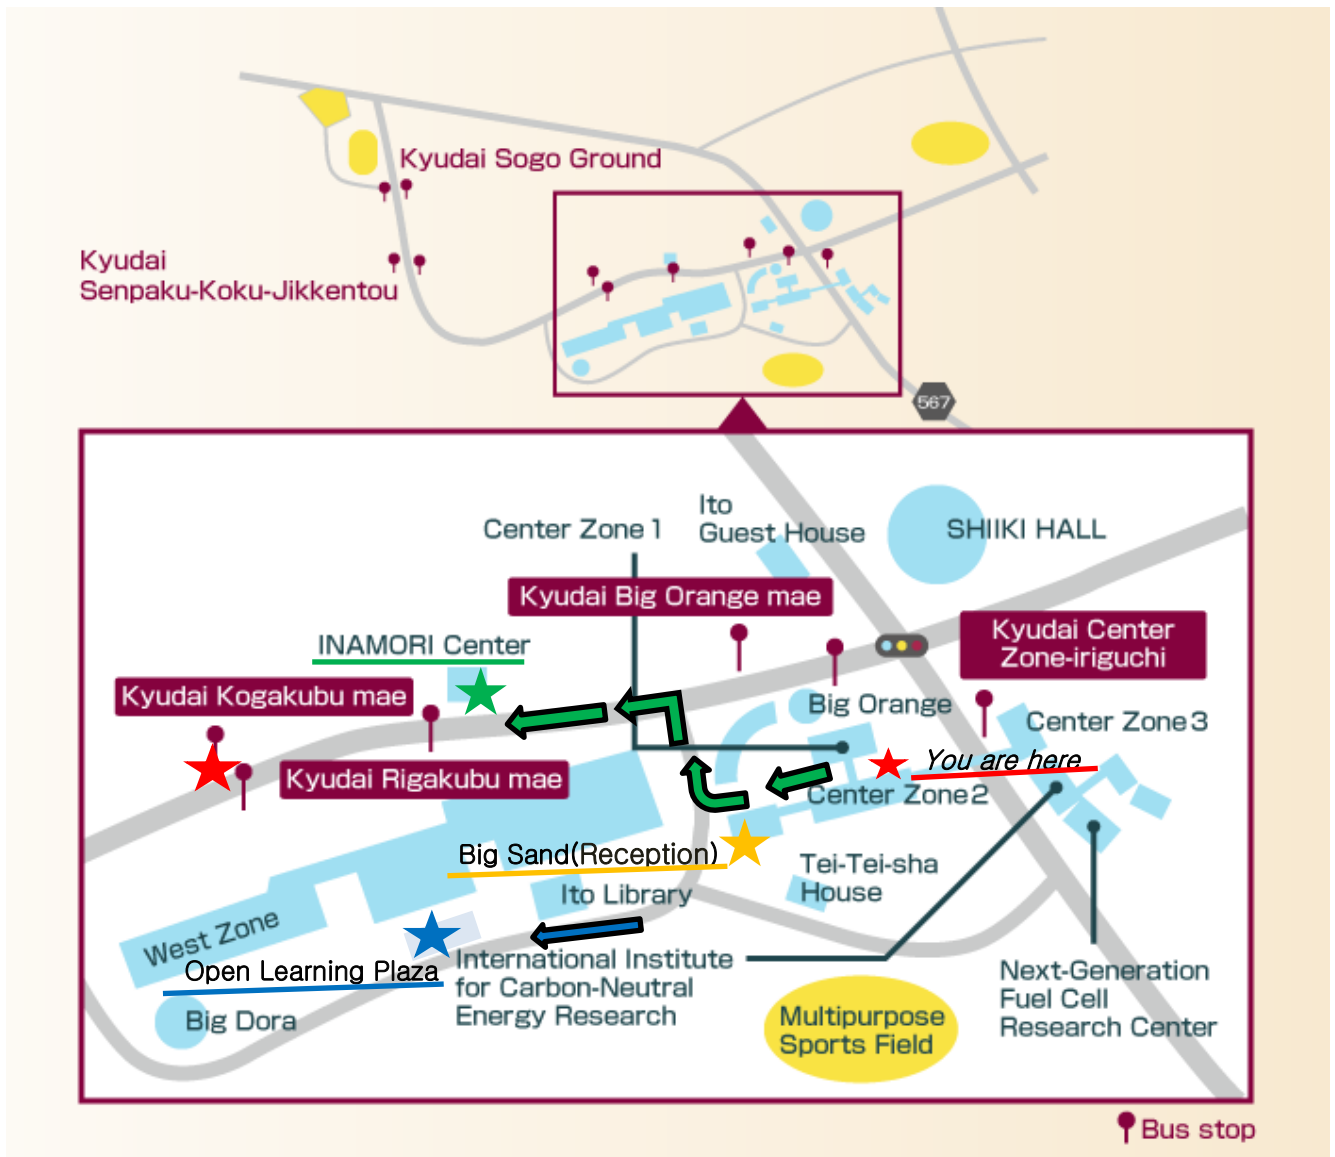 Kyudai Sogo Ground
Kyudai
Senpaku-Koku-Jikkentou
567
Ito
Guest House
Center Zone 1
SHIIKI HALL
Kyudai Big Orange mae
Kyudai Center
Zone-iriguchi
INAMORI Center
Kyudai Kogakubu mae
Big Orange
Center Zone 3
Kyudai Rigakubu mae
You are here
Center Zone 2
Big Sand(Reception)
Tei-Tei-sha
House
Ito Library
West Zone
Open Learning Plaza
International Institute
for Carbon-Neutral
Energy Research
Next-Generation
Fuel Cell
Research Center
Big Dora
Multipurpose
Sports Field
Bus stop